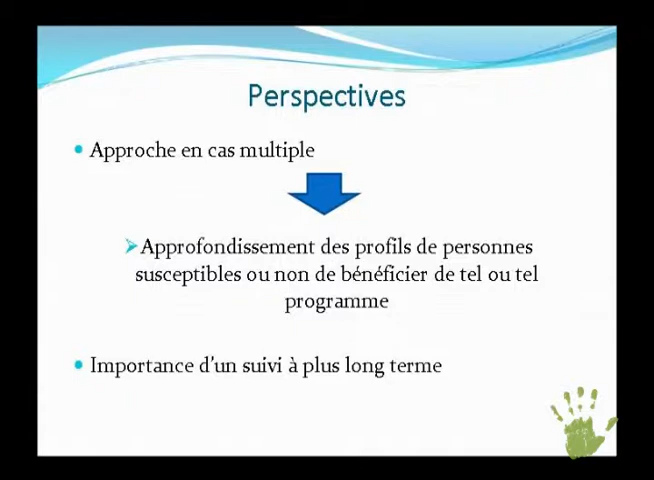 Perspectives
Approche en cas multiple
Approfondissement des profils de personnes
susceptibles ou non de bénéficier de tel ou tel
programme
Importance d'un suivi à plus long terme